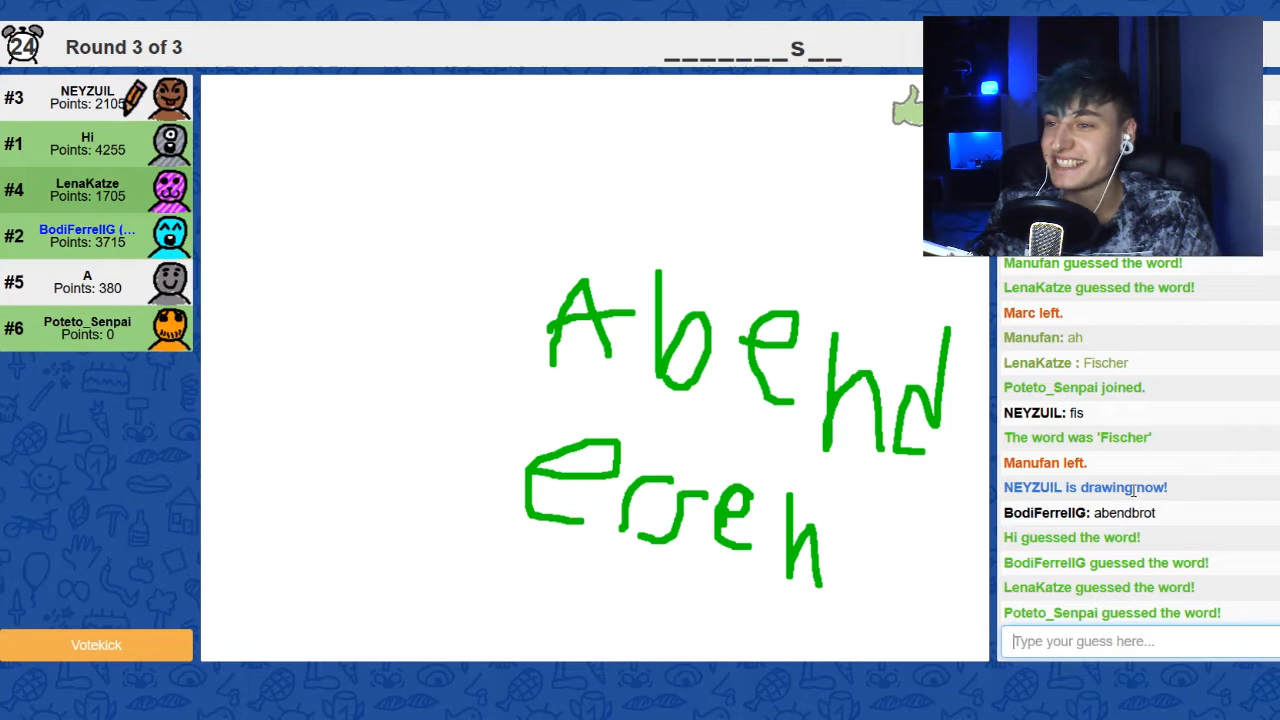 24
Round 3 of 3
_______s__
#3
NEYZUIL
Points: 2105
#1
Hi
Points: 4255
#4
LenaKatze
Points: 1705
#2
BodiFerrellG (...
Points: 3715
#5
A
Points: 380
#6
Poteto_Senpai
Points: 0
Votekick
Abend
Essen
Manufan guessed the word!
LenaKatze guessed the word!
Marc left.
Manufan: ah
LenaKatze : Fischer
Poteto_Senpai joined.
NEYZUIL: fis
The word was 'Fischer'
Manufan left.
NEYZUIL is drawing now!
BodiFerrellG: abendbrot
Hi guessed the word!
BodiFerrellG guessed the word!
LenaKatze guessed the word!
Poteto_Senpai guessed the word!
Type your guess here...